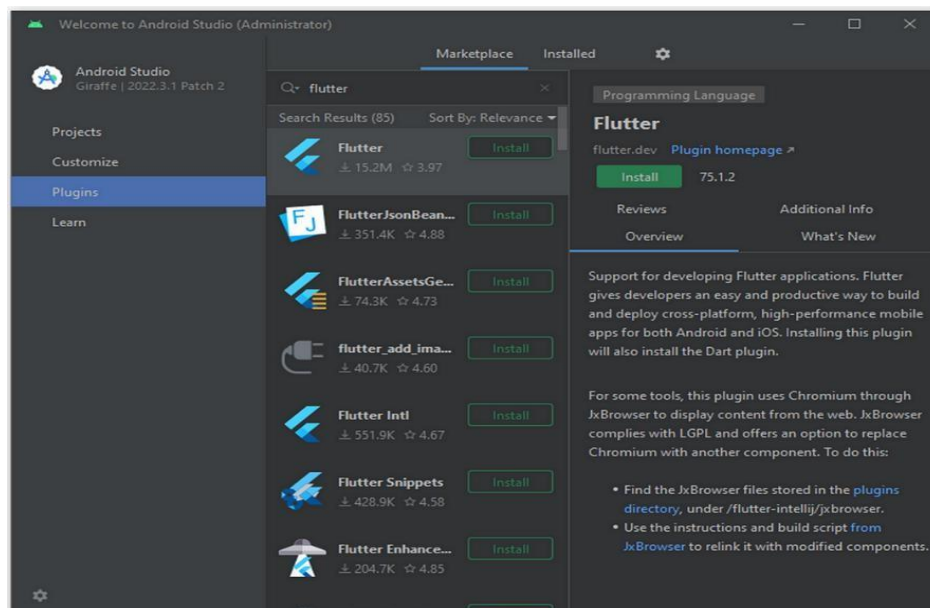 Welcome to Android Studio (Administrator)
Android Studio
Giraffe | 2022.3.1 Patch 2
Projects
Customize
Plugins
Learn
Marketplace
Installed
flutter
Search Results (85)
Sort By: Relevance
Flutter
Install
15.2M 3.97
FlutterJsonBean...
Install
351.4K 4.88
FlutterAssetsGe...
Install
74.3K 4.73
flutter_add_ima...
Install
40.7K 4.60
Flutter Intl
Install
551.9K 4.67
Flutter Snippets
Install
428.9K 4.58
Flutter Enhance...
Install
204.7K 4.85
Programming Language
Flutter
flutter.dev Plugin homepage ↗
Install 75.1.2
Reviews
Additional Info
Overview
What's New
Support for developing Flutter applications. Flutter
gives developers an easy and productive way to build
and deploy cross-platform, high-performance mobile
apps for both Android and iOS. Installing this plugin
will also install the Dart plugin.
For some tools, this plugin uses Chromium through
JxBrowser to display content from the web. JxBrowser
complies with LGPL and offers an option to replace
Chromium with another component. To do this:
• Find the JxBrowser files stored in the plugins
directory, under /flutter-intellij/jxbrowser.
• Use the instructions and build script from
JxBrowser to relink it with modified components.